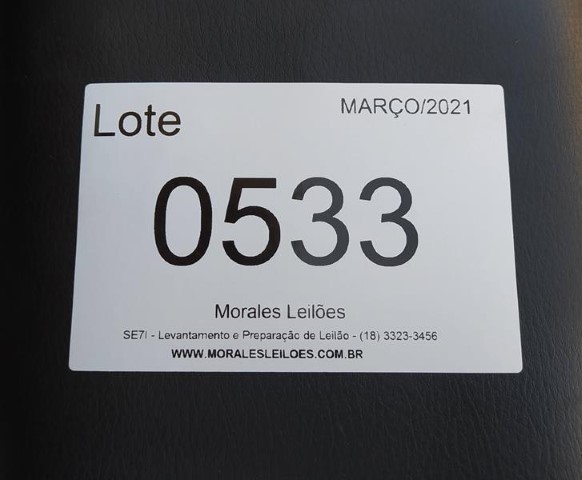 Lote
MARÇO/2021
0533
Morales Leilões
SE7I - Levantamento e Preparação de Leilão - (18) 3323-3456
WWW.MORALESLEILOES.COM.BR